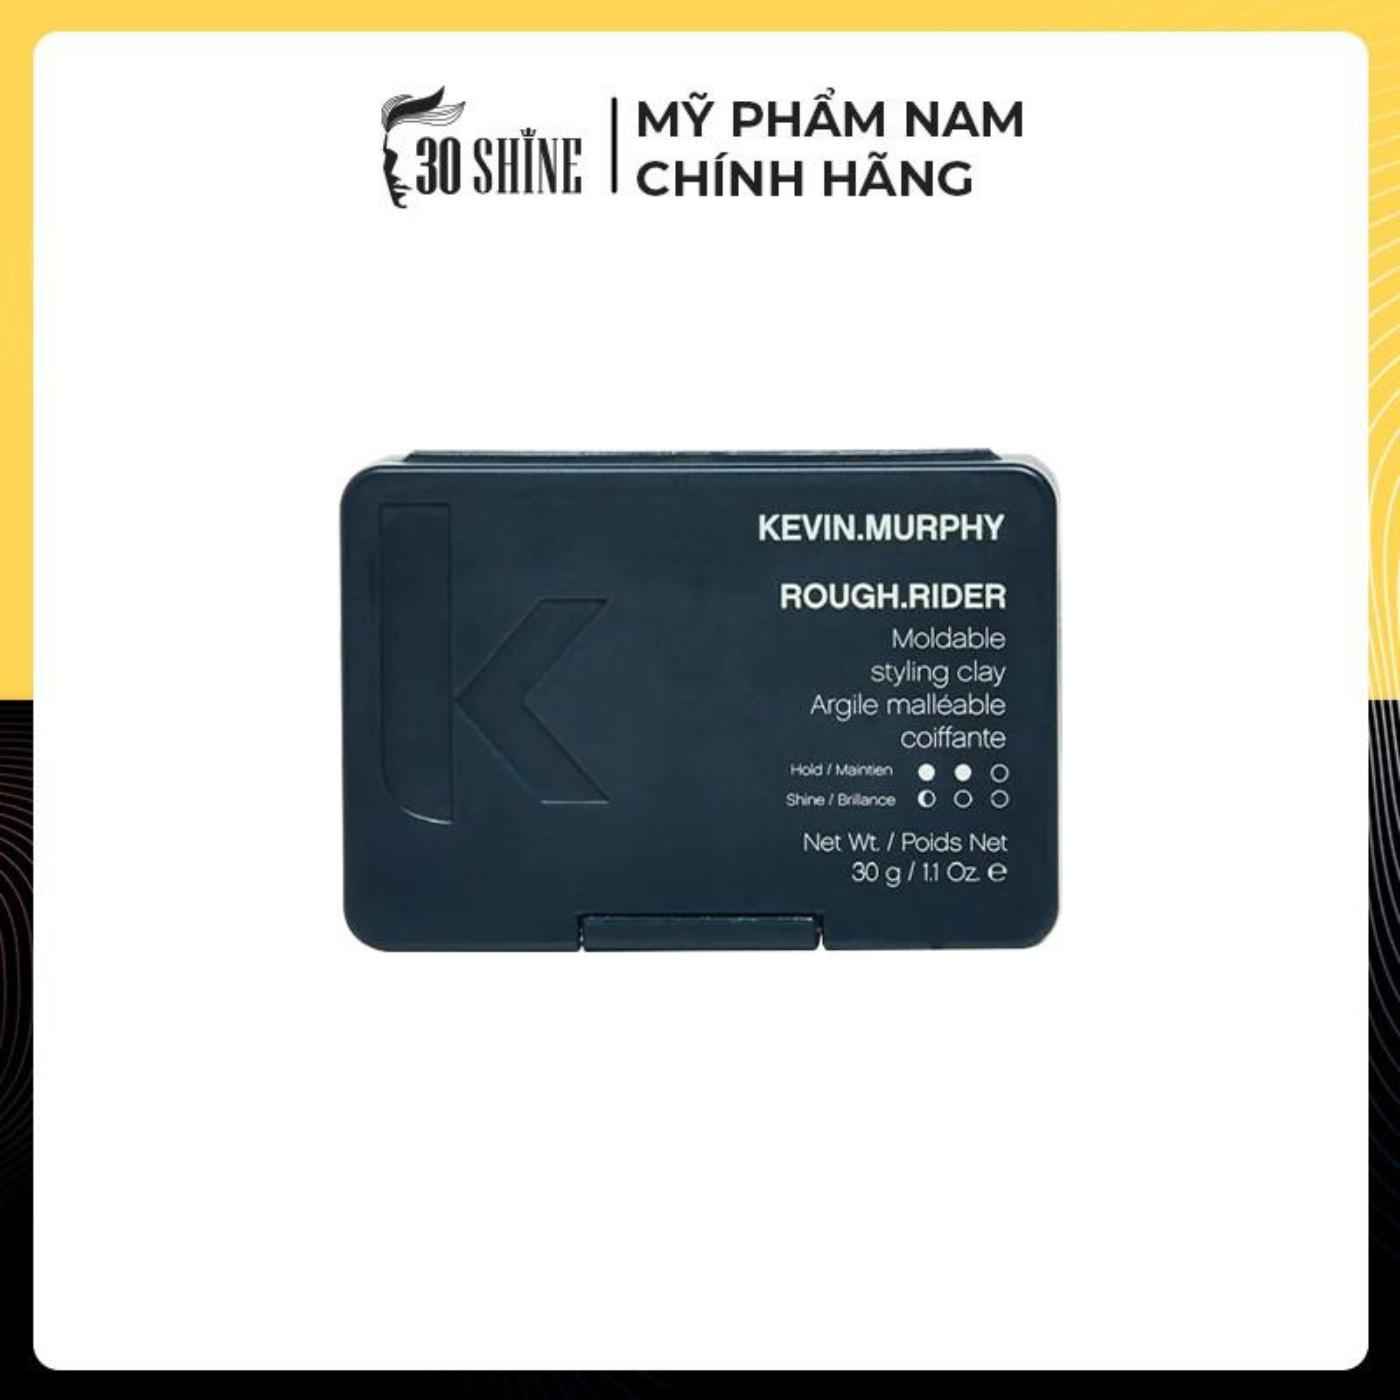 30 SHINE
MỸ PHẨM NAM
CHÍNH HÃNG
KEVIN.MURPHY
ROUGH.RIDER
Moldable
styling clay
Argile malléable
coiffante
Hold / Maintien
Shine / Brillance
Net Wt. / Poids Net
30 g / 1.1 Oz. ℮